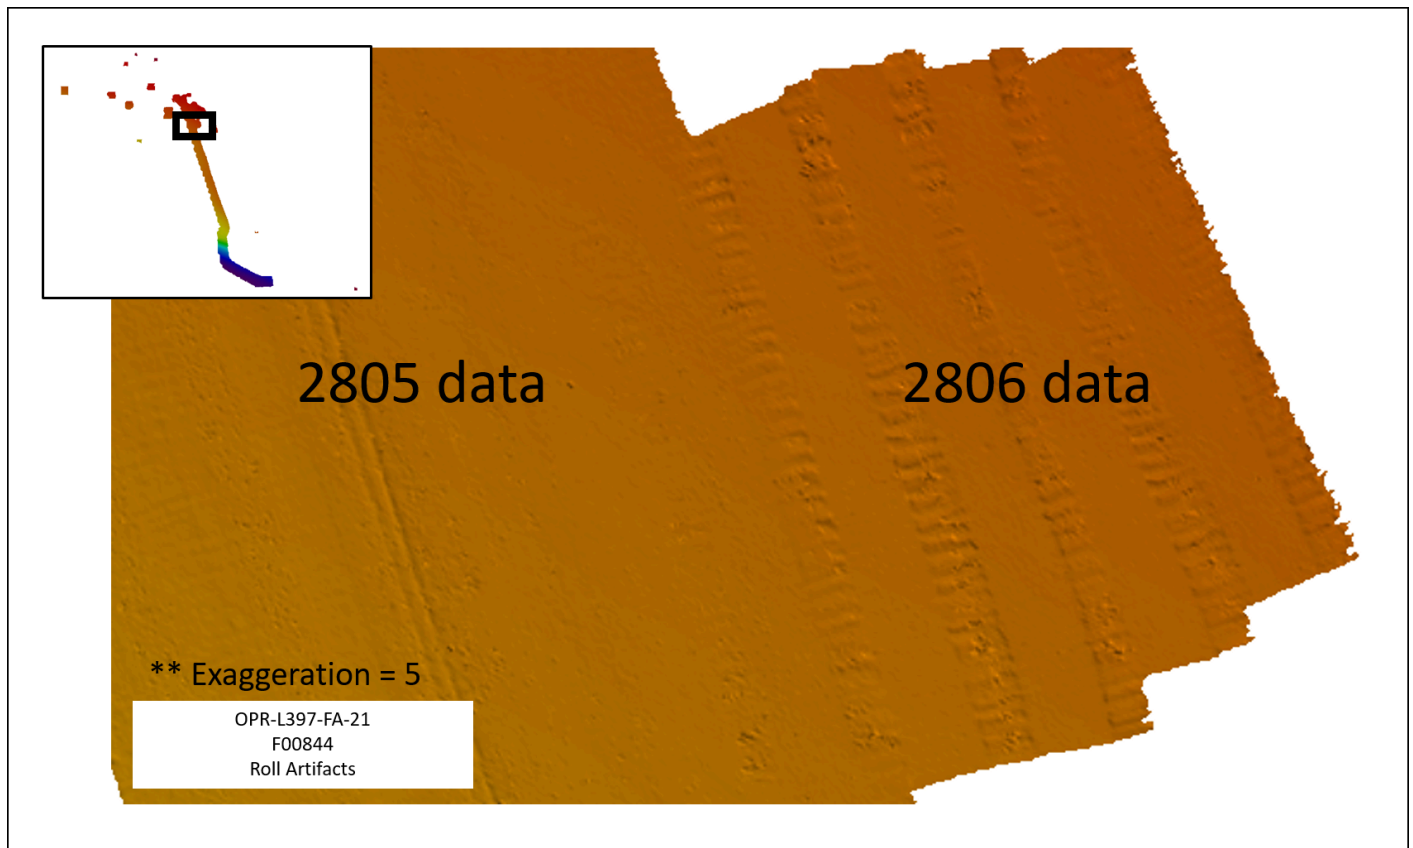 2805 data
2806 data
** Exaggeration = 5
OPR-L397-FA-21
F00844
Roll Artifacts